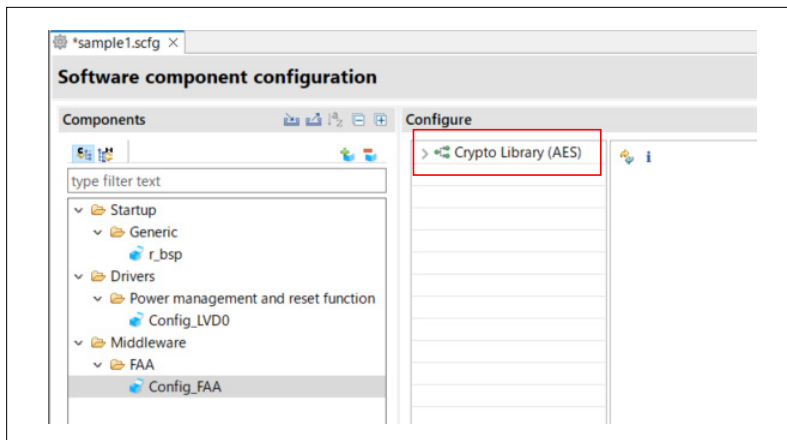 *sample1.scfg
Software component configuration
Components
Configure
type filter text
Startup
Generic
r_bsp
Drivers
Power management and reset function
Config_LVD0
Middleware
FAA
Config_FAA
Crypto Library (AES)